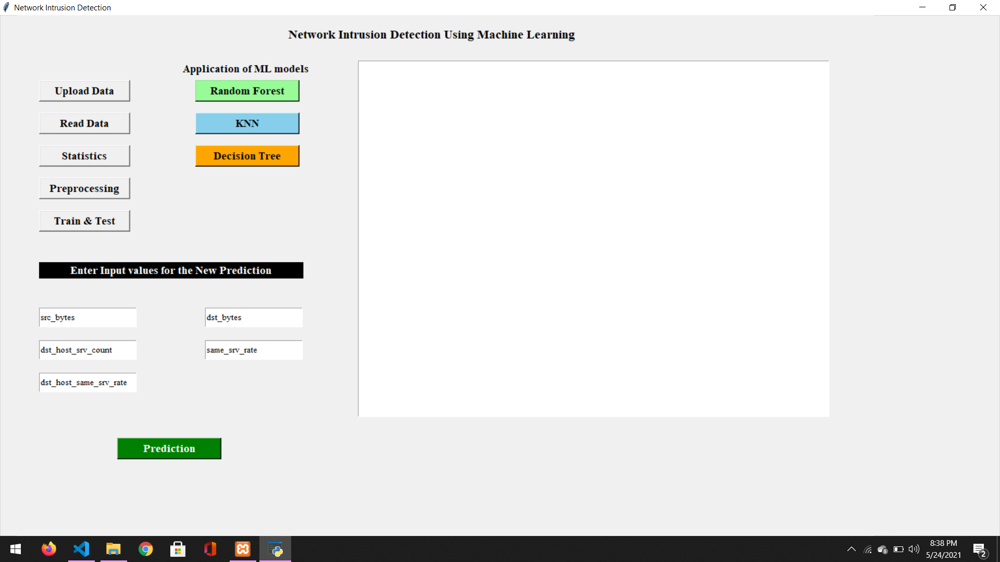 Network Intrusion Detection
Network Intrusion Detection Using Machine Learning
Application of ML models
Upload Data
Random Forest
Read Data
KNN
Statistics
Decision Tree
Preprocessing
Train & Test
Enter Input values for the New Prediction
src_bytes
dst_bytes
dst_host_srv_count
same_srv_rate
dst_host_same_srv_rate
Prediction
8:38 PM
5/24/2021
2